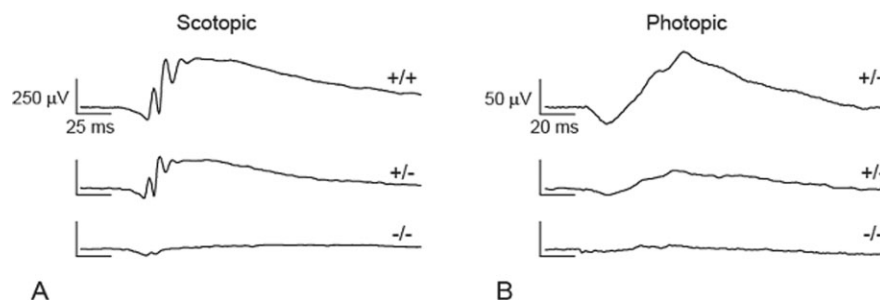 Scotopic
Photopic
+/+
+/-
250 µV
25 ms
50 µV
20 ms
+/-
+/-
-/-
-/-
A
B